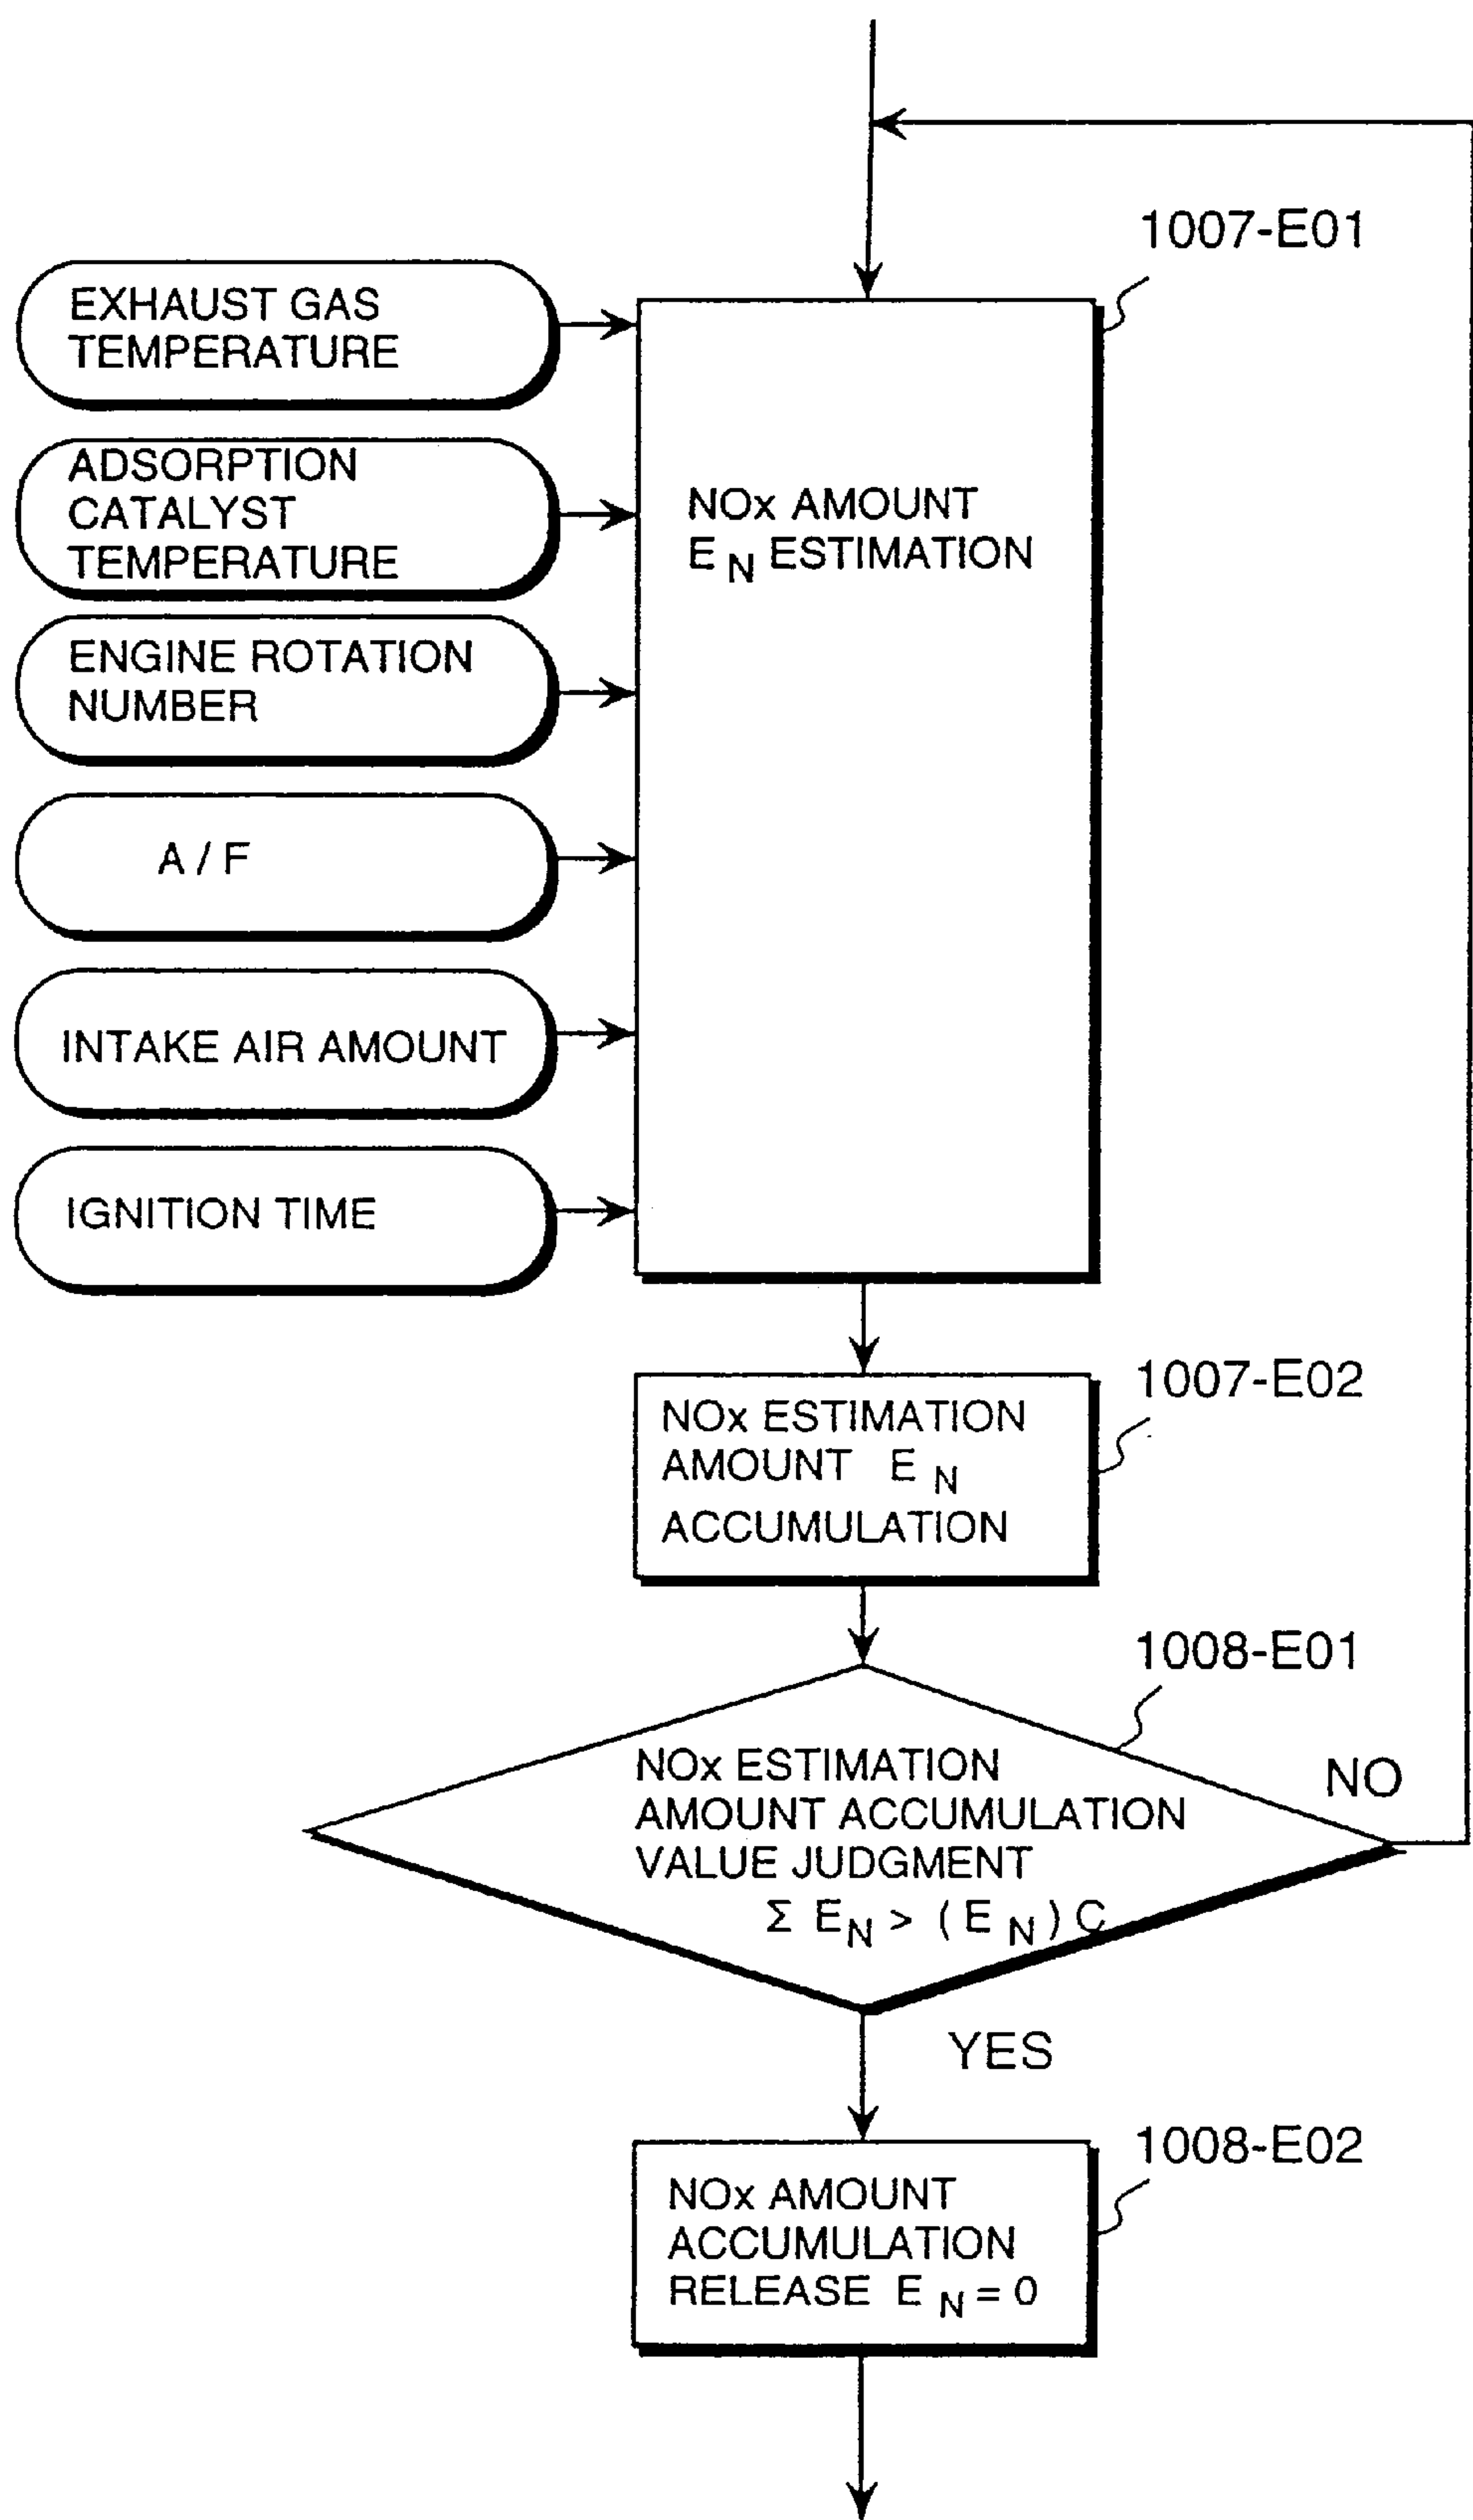 1007-E01
EXHAUST GAS
TEMPERATURE
ADSORPTION
CATALYST
TEMPERATURE
ENGINE ROTATION
NUMBER
A / F
INTAKE AIR AMOUNT
IGNITION TIME
NOx AMOUNT
E N ESTIMATION
1007-E02
NOx ESTIMATION
AMOUNT E N
ACCUMULATION
1008-E01
NOx ESTIMATION
AMOUNT ACCUMULATION
VALUE JUDGMENT
Σ E N > ( E N ) C
NO
YES
1008-E02
NOx AMOUNT
ACCUMULATION
RELEASE E N = 0